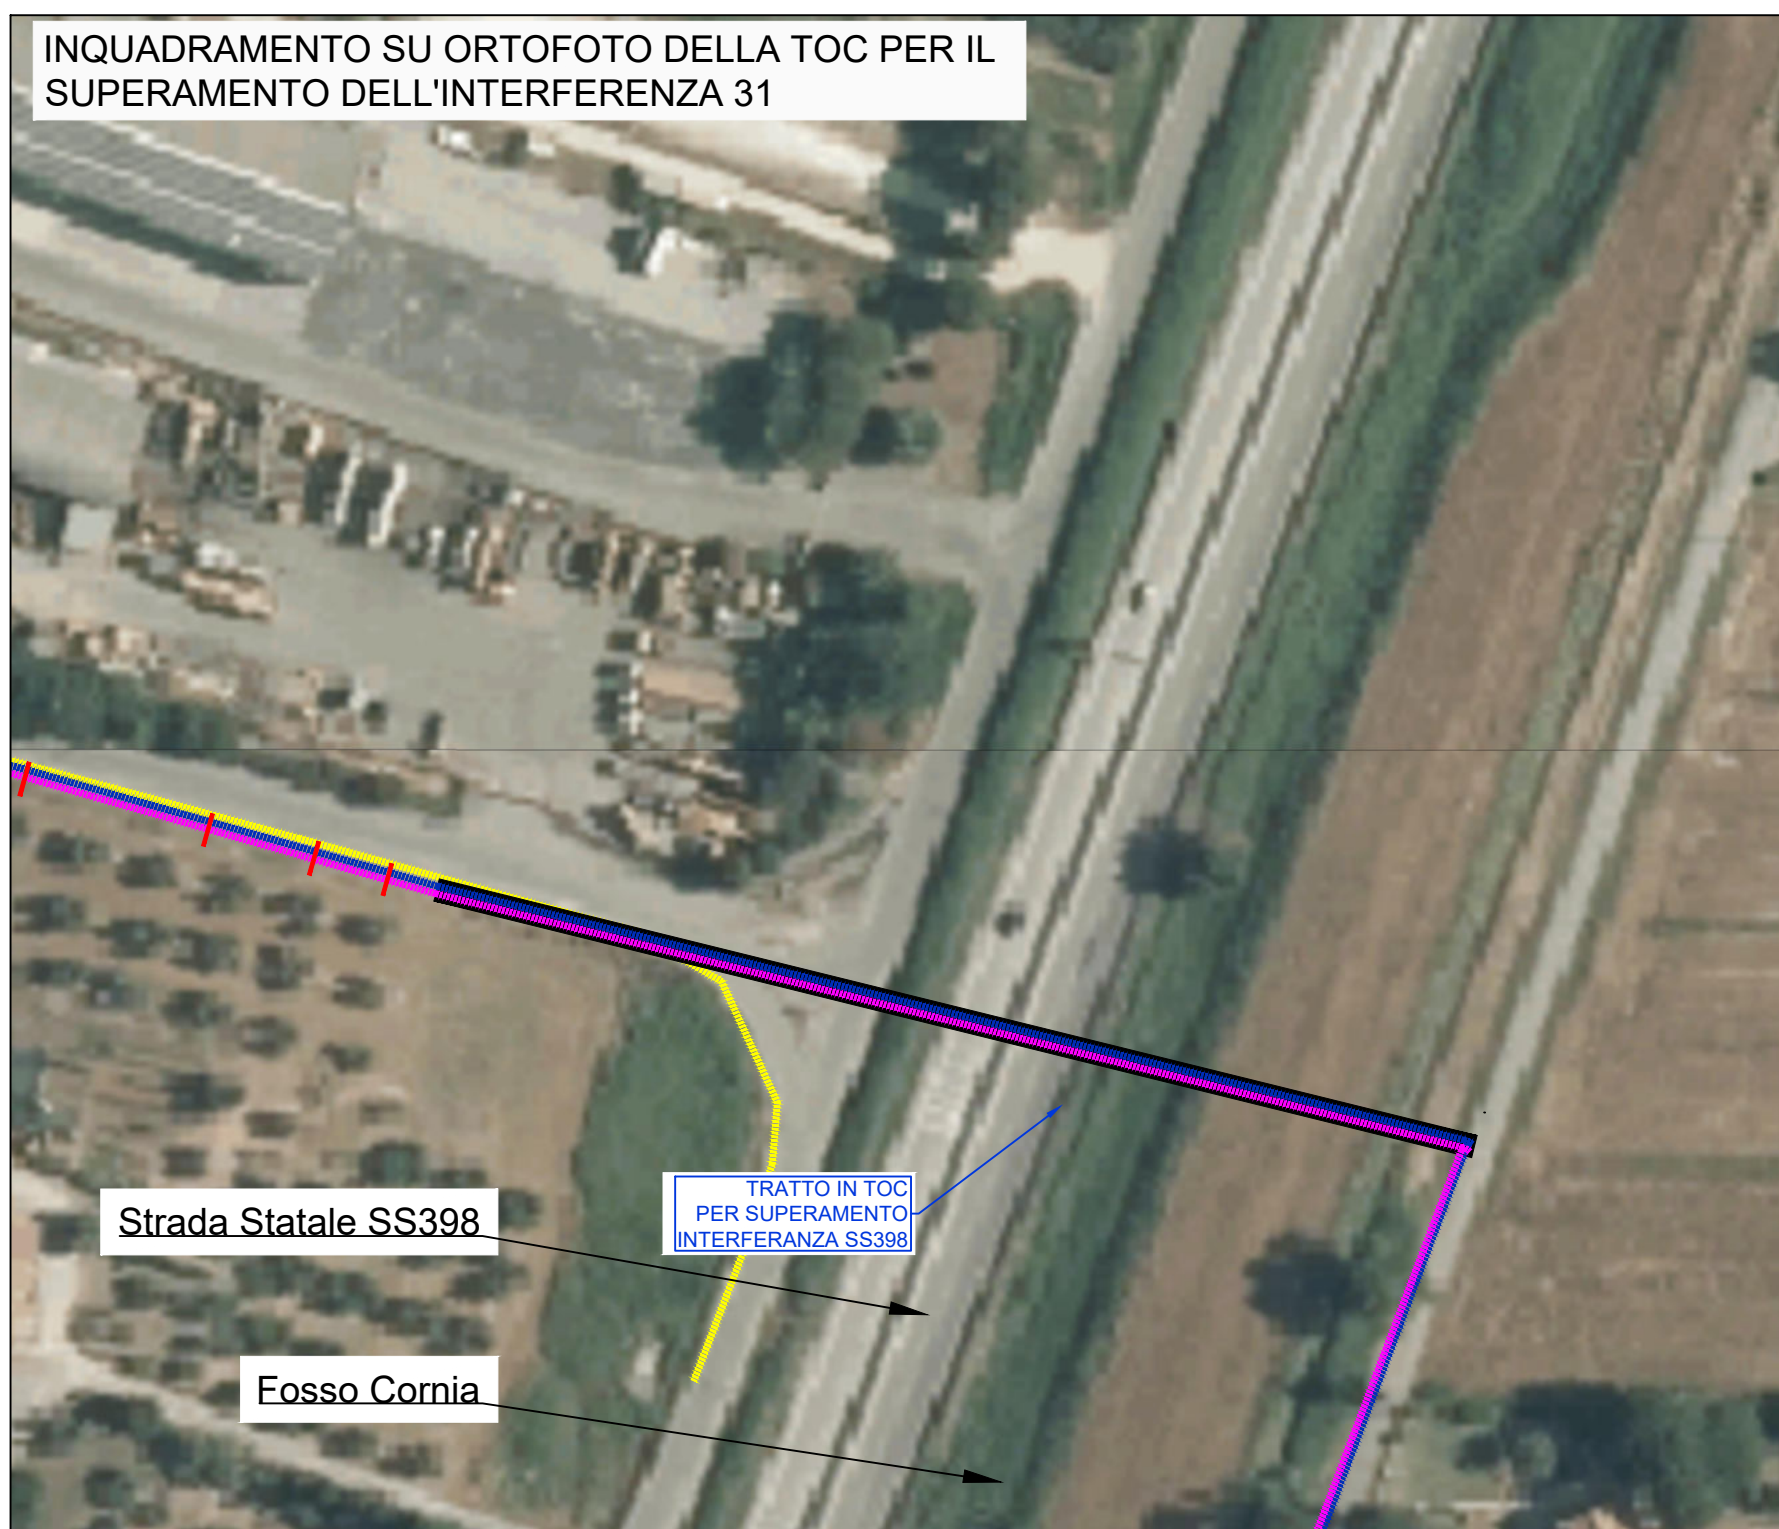 INQUADRAMENTO SU ORTOFOTO DELLA TOC PER IL
SUPERAMENTO DELL'INTERFERENZA 31
TRATTO IN TOC
PER SUPERAMENTO
INTERFERANZA SS398
Strada Statale SS398
Fosso Cornia